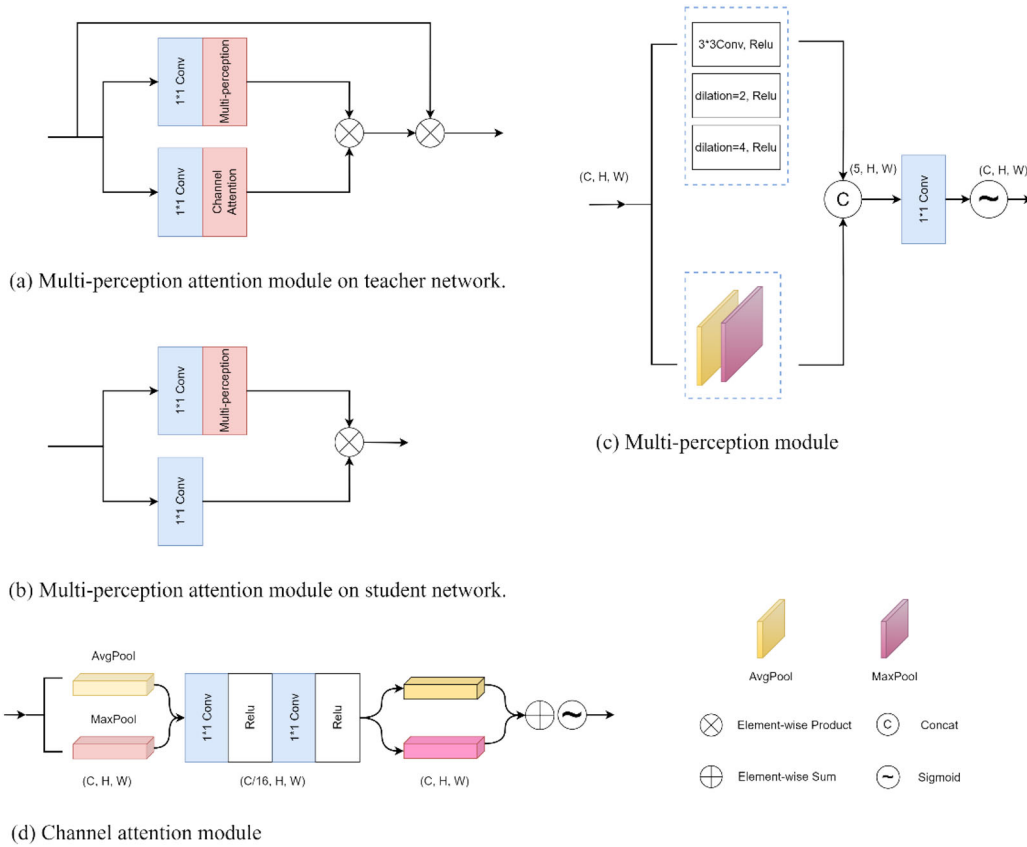 1*1 Conv
Multi-perception
1*1 Conv
Channel
Attention
(a) Multi-perception attention module on teacher network.
1*1 Conv
Multi-perception
1*1 Conv
(b) Multi-perception attention module on student network.
3*3Conv, Relu
dilation=2, Relu
dilation=4, Relu
(C, H, W)
C
(5, H, W)
1*1 Conv
(C, H, W)
~
(c) Multi-perception module
AvgPool
MaxPool
(C, H, W)
1*1 Conv
Relu
1*1 Conv
Relu
(C/16, H, W)
(C, H, W)
~
(d) Channel attention module
AvgPool
MaxPool
Element-wise Product
C
Concat
Element-wise Sum
~
Sigmoid